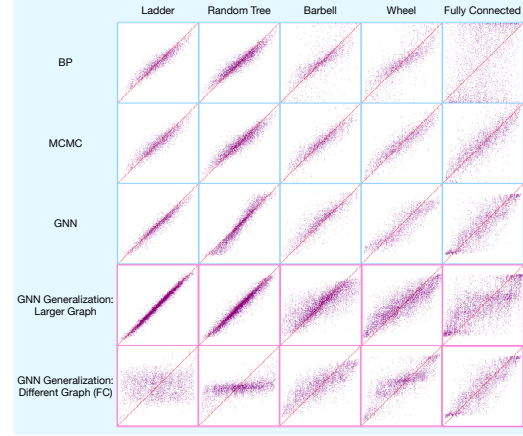 Ladder Random Tree Barbell Wheel Fully Connected
BP
MCMC
GNN
GNN Generalization:
Larger Graph
GNN Generalization:
Different Graph (FC)